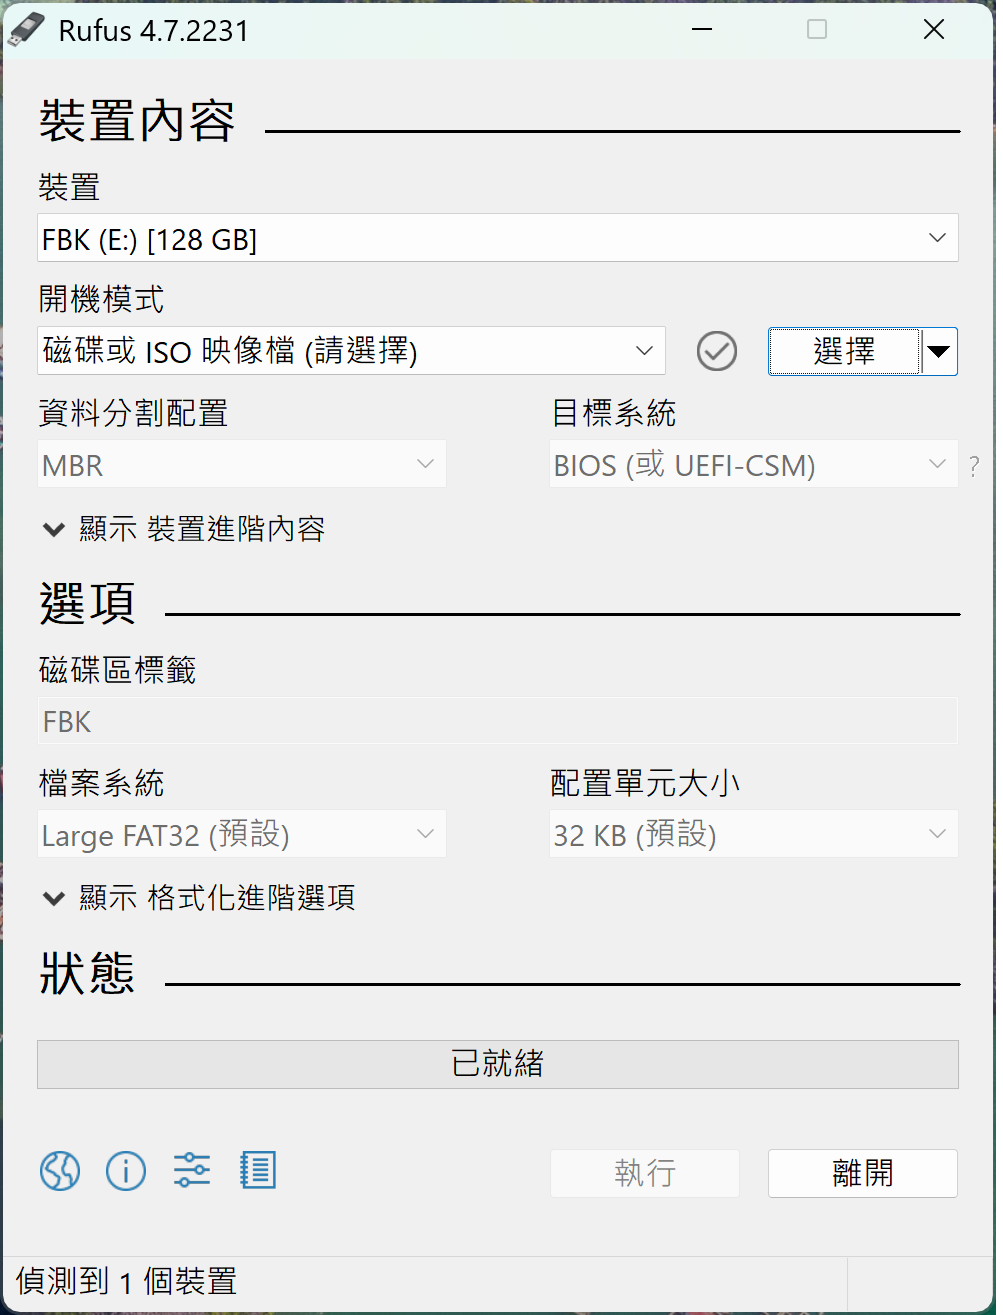 Rufus 4.7.2231
裝置內容
裝置
FBK (E:) [128 GB]
開機模式
磁碟或 ISO 映像檔 (請選擇)
選擇
資料分割配置
目標系統
MBR
BIOS (或 UEFI-CSM)
?
顯示 裝置進階內容
選項
磁碟區標籤
FBK
檔案系統
配置單元大小
Large FAT32 (預設)
32 KB (預設)
顯示 格式化進階選項
狀態
已就緒
執行
離開
偵測到 1 個裝置